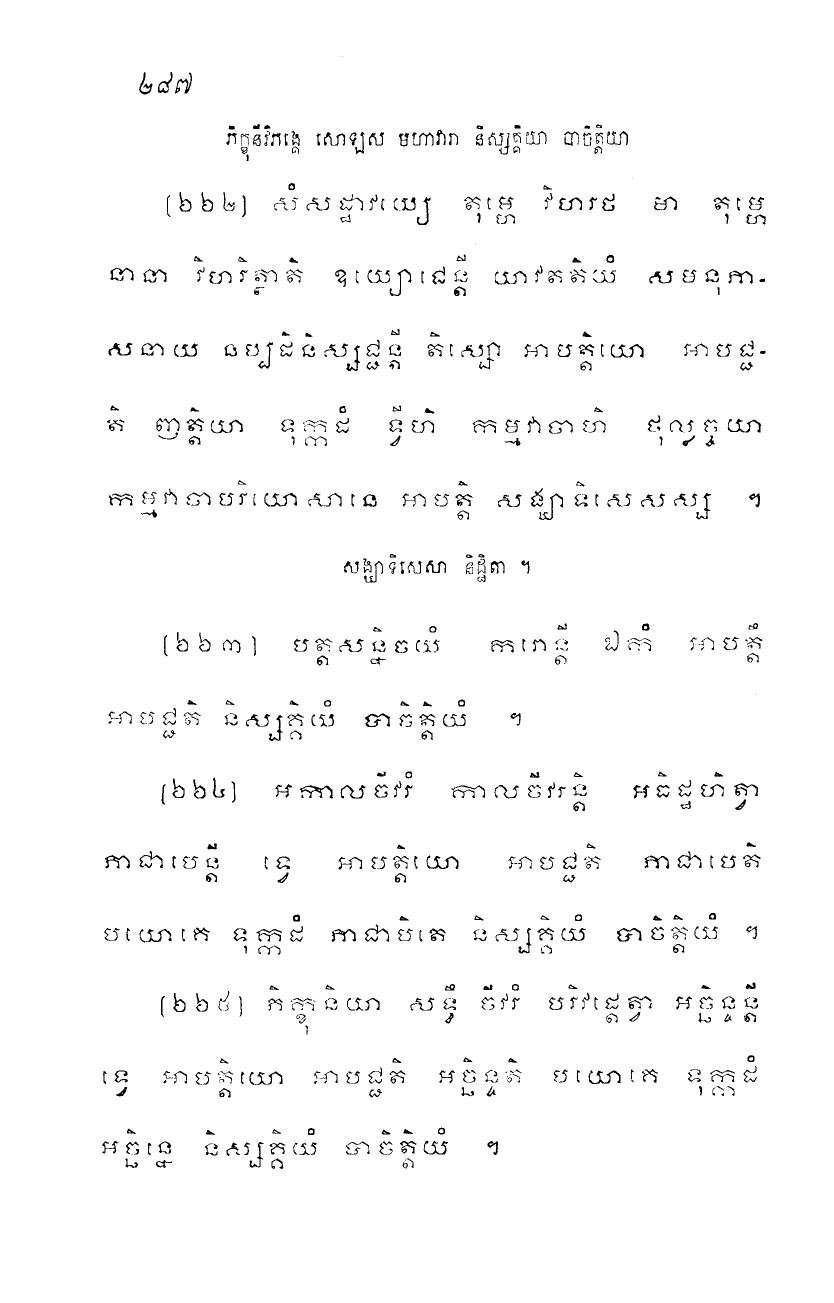 ២៨៧
ភិក្ខុនីវិភង្គេ សោឡស មហាវារា និស្សគ្គិយា បាចិត្តិយា
(២៦២) សំសដ្ឋាវយ្យេ តុម្ហេ វិហរថ មា តុម្ហេ
នានា វិហរិត្ថាតិ ឧយ្យោជេន្តី យាវតតិយំ សមនុភា-
សនាយ នប្បដិនិស្សជ្ជន្តី តិស្សោ អាបត្តិយោ អាបជ្ជ-
តិ ញត្តិយា ទុក្កដំ ទ្វីហិ កម្មវាចាហិ ថុល្លច្ចយា
កម្មវាចាបរិយោសានេ អាបត្តិ សង្ឃាទិសេសស្ស ។
សង្ឃាទិសេសា និដ្ឋិតា ។
(២៦៣) បត្តសន្និចយំ ករោន្តី ឯកំ អាបត្តឹ
អាបជ្ជតិ និស្សគ្គិយំ បាចិត្តិយំ ។
(២៦៤) អកាលចីវរំ កាលចីវរន្តិ អធិដ្ឋហិត្វា
ភាជាបេន្តី ទ្វេ អាបត្តិយោ អាបជ្ជតិ ភាជាបេតិ
បយោគេ ទុក្កដំ ភាជាបិតេ និស្សគ្គិយំ បាចិត្តិយំ ។
(២៦៥) ភិក្ខុនិយា សទ្ធឹ ចីវរំ បរិវដ្តេត្វា អច្ឆិន្ទន្តី
ទ្វេ អាបត្តិយោ អាបជ្ជតិ អច្ឆិន្ទតិ បយោគេ ទុក្កដំ
អច្ឆិន្នេ និស្សគ្គិយំ បាចិត្តិយំ ។